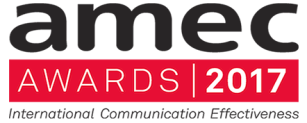 amec
AWARDS | 2017
International Communication Effectiveness